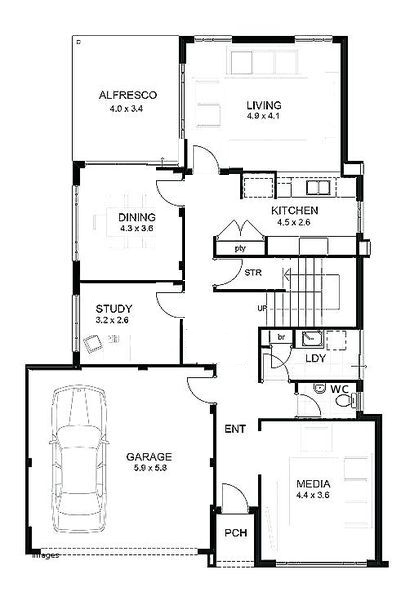 ALFRESCO
4.0 x 3.4
LIVING
4.9 x 4.1
DINING
4.3 x 3.6
KITCHEN
4.5 x 2.6
pty
STR
UP
STUDY
3.2 x 2.6
br
LDY
WC
GARAGE
5.9 x 5.8
ENT
MEDIA
4.4 x 3.6
PCH
images